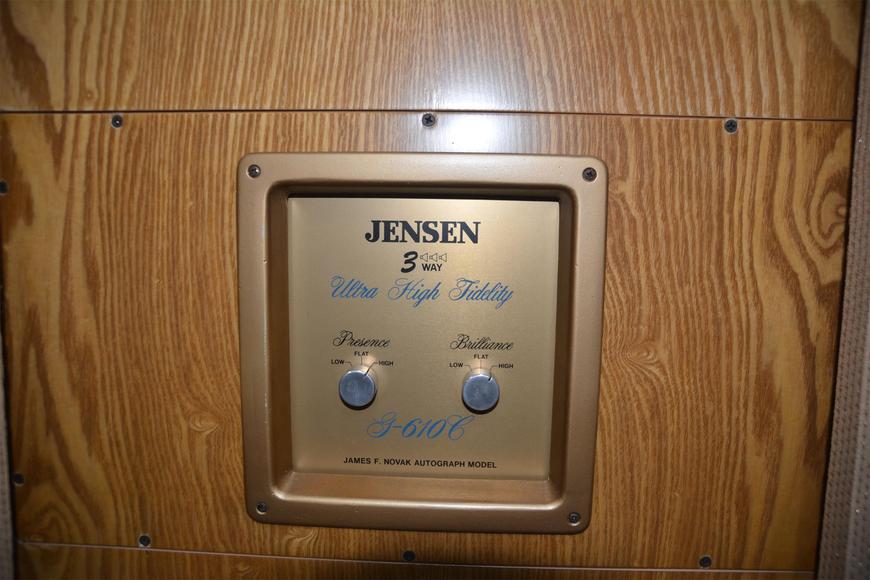 JENSEN
3 WAY
Ultra High Fidelity
Presence Brilliance
FLAT FLAT
LOW HIGH LOW HIGH
G-610C
JAMES F. NOVAK AUTOGRAPH MODEL